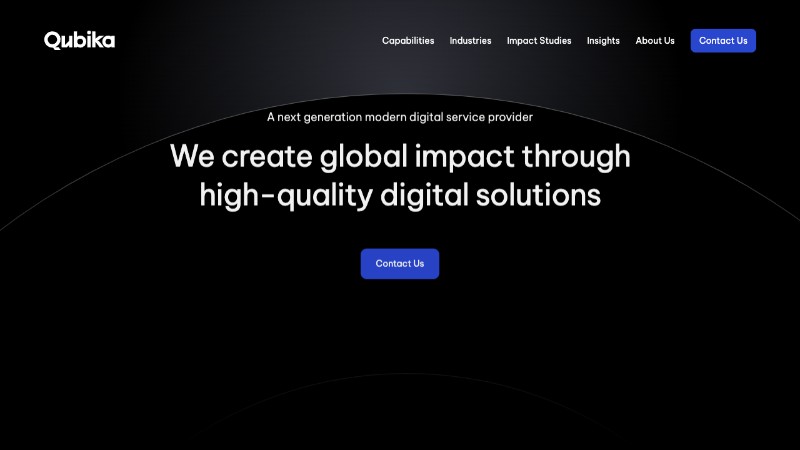 Qubika
Capabilities
Industries
Impact Studies
Insights
About Us
Contact Us
A next generation modern digital service provider
We create global impact through
high-quality digital solutions
Contact Us